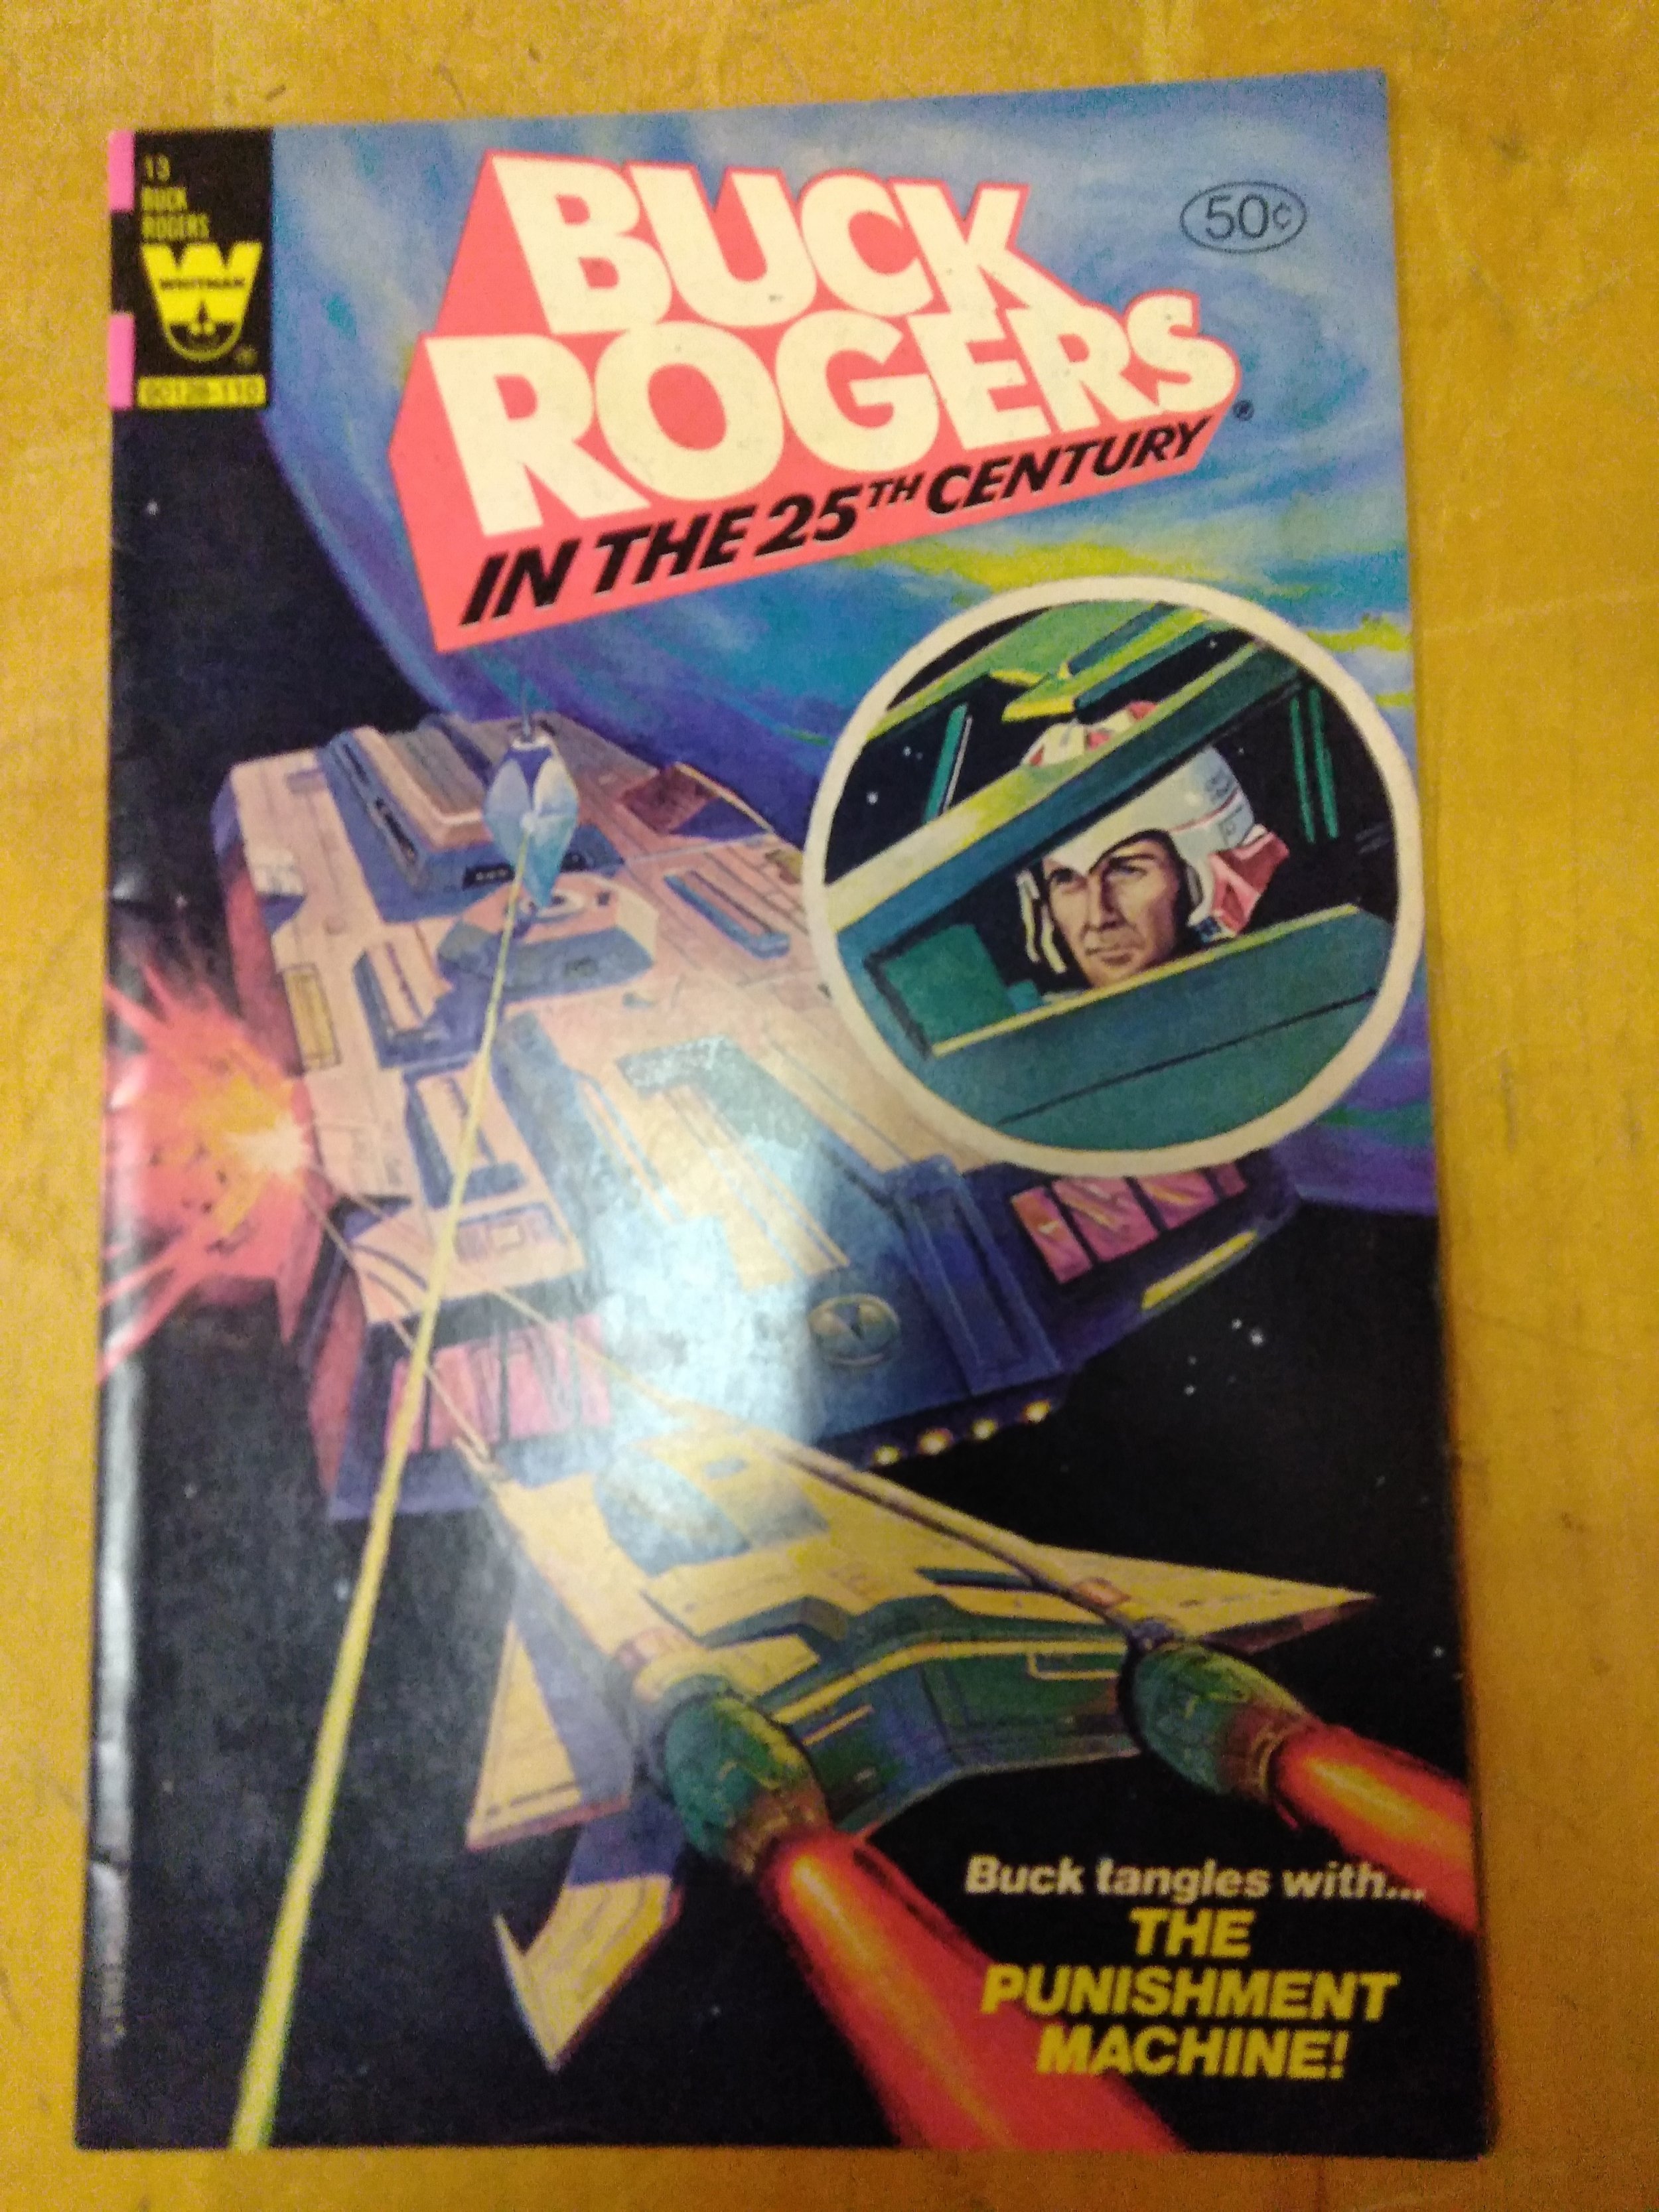 13
BUCK
ROGERS
WHITMAN
50¢
BUCK
ROGERS®
IN THE 25TH CENTURY
Buck tangles with...
THE
PUNISHMENT
MACHINE!